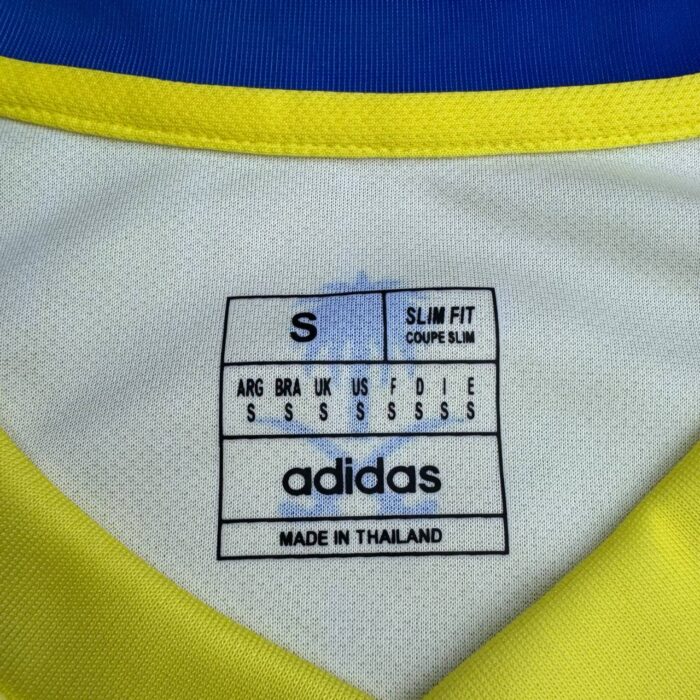 S
SLIM FIT
COUPE SLIM
ARG BRA UK US F D I E
S S S S S S S S
adidas
MADE IN THAILAND